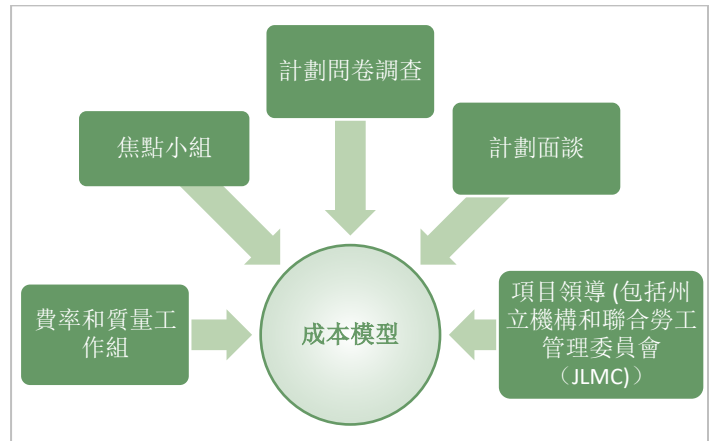 計劃問卷調查
焦點小組
計劃面談
費率和質量工
作組
成本模型
項目領導 (包括州
立機構和聯合勞工
管理委員會
（JLMC)）